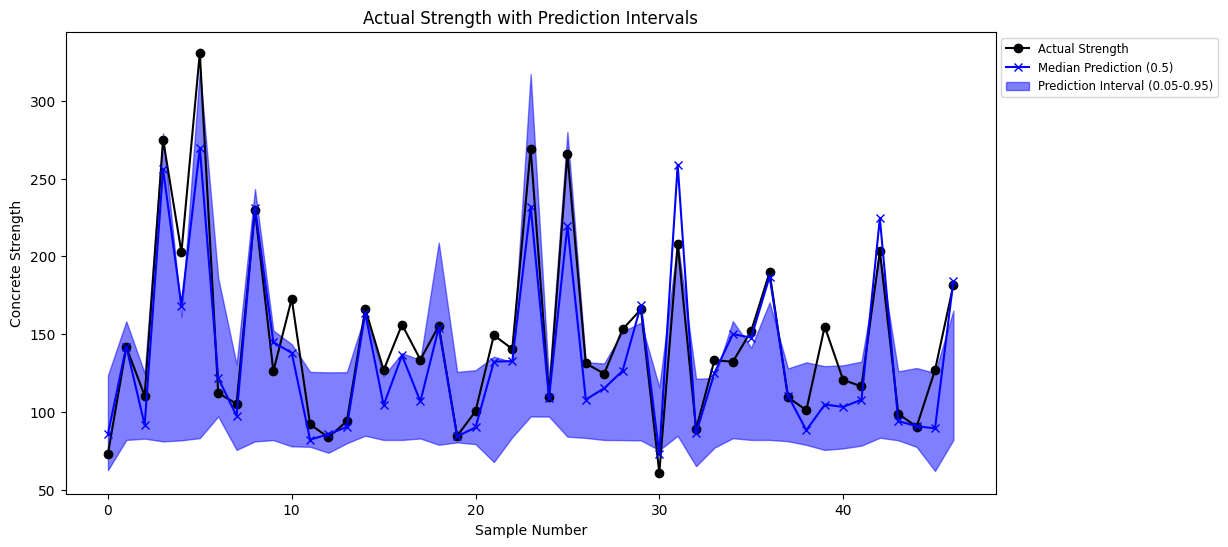 Actual Strength with Prediction Intervals
Actual Strength
Median Prediction (0.5)
Prediction Interval (0.05-0.95)
Concrete Strength
300
250
200
150
100
50
0
10
20
30
40
Sample Number